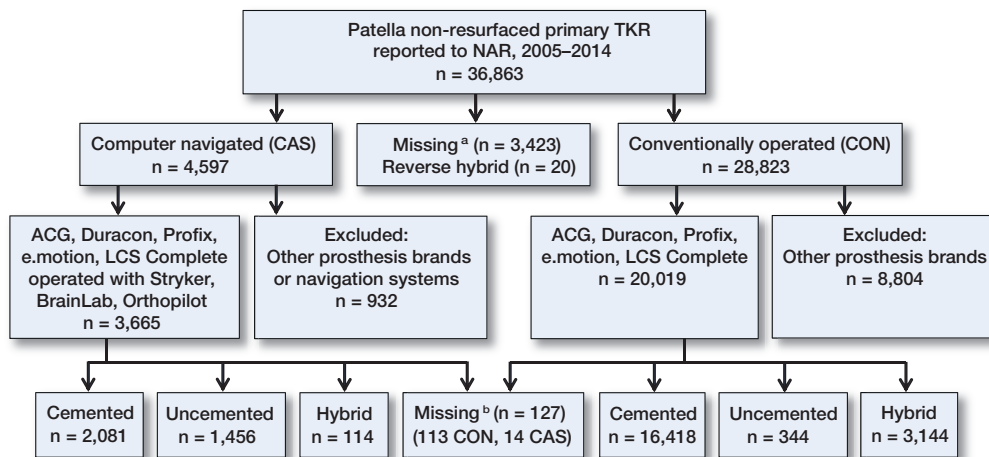 Patella non-resurfaced primary TKR
reported to NAR, 2005–2014
n = 36,863
Computer navigated (CAS)
n = 4,597
Missing a (n = 3,423)
Reverse hybrid (n = 20)
Conventionally operated (CON)
n = 28,823
ACG, Duracon, Profix,
e.motion, LCS Complete
operated with Stryker,
BrainLab, Orthopilot
n = 3,665
Excluded:
Other prosthesis brands
or navigation systems
n = 932
ACG, Duracon, Profix,
e.motion, LCS Complete
n = 20,019
Excluded:
Other prosthesis brands
n = 8,804
Cemented
n = 2,081
Uncemented
n = 1,456
Hybrid
n = 114
Missing b (n = 127)
(113 CON, 14 CAS)
Cemented
n = 16,418
Uncemented
n = 344
Hybrid
n = 3,144